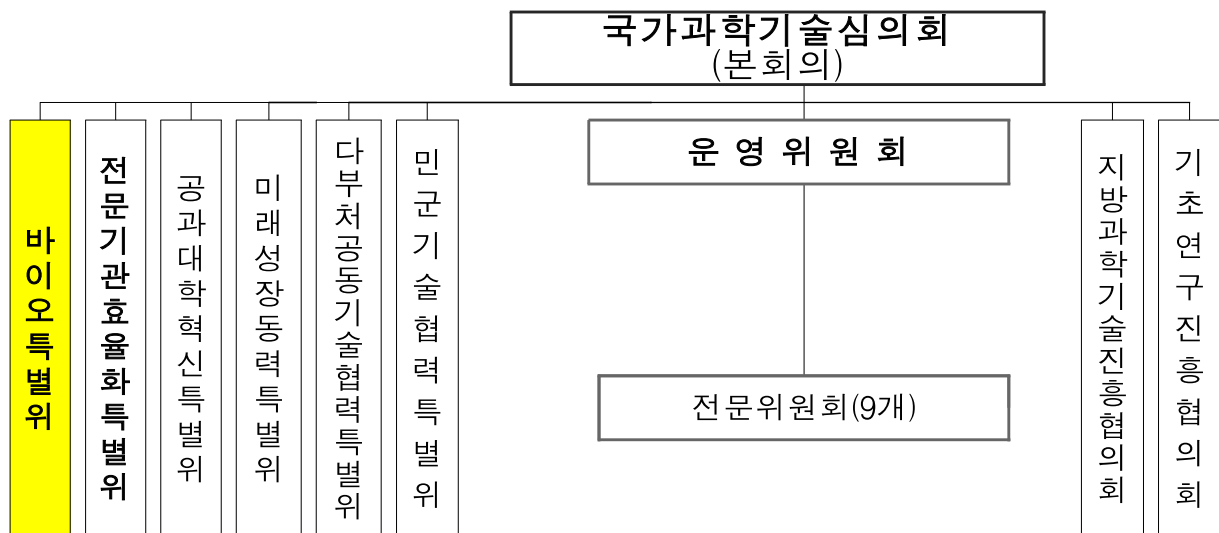 국가과학기술심의회
(본회의)
바이오특별위
전문기관효율화특별위
공과대학혁신특별위
미래성장동력특별위
다부처공동기술협력특별위
민군기술협력특별위
운영위원회
전문위원회(9개)
지방과학기술진흥협의회
기초연구진흥협의회